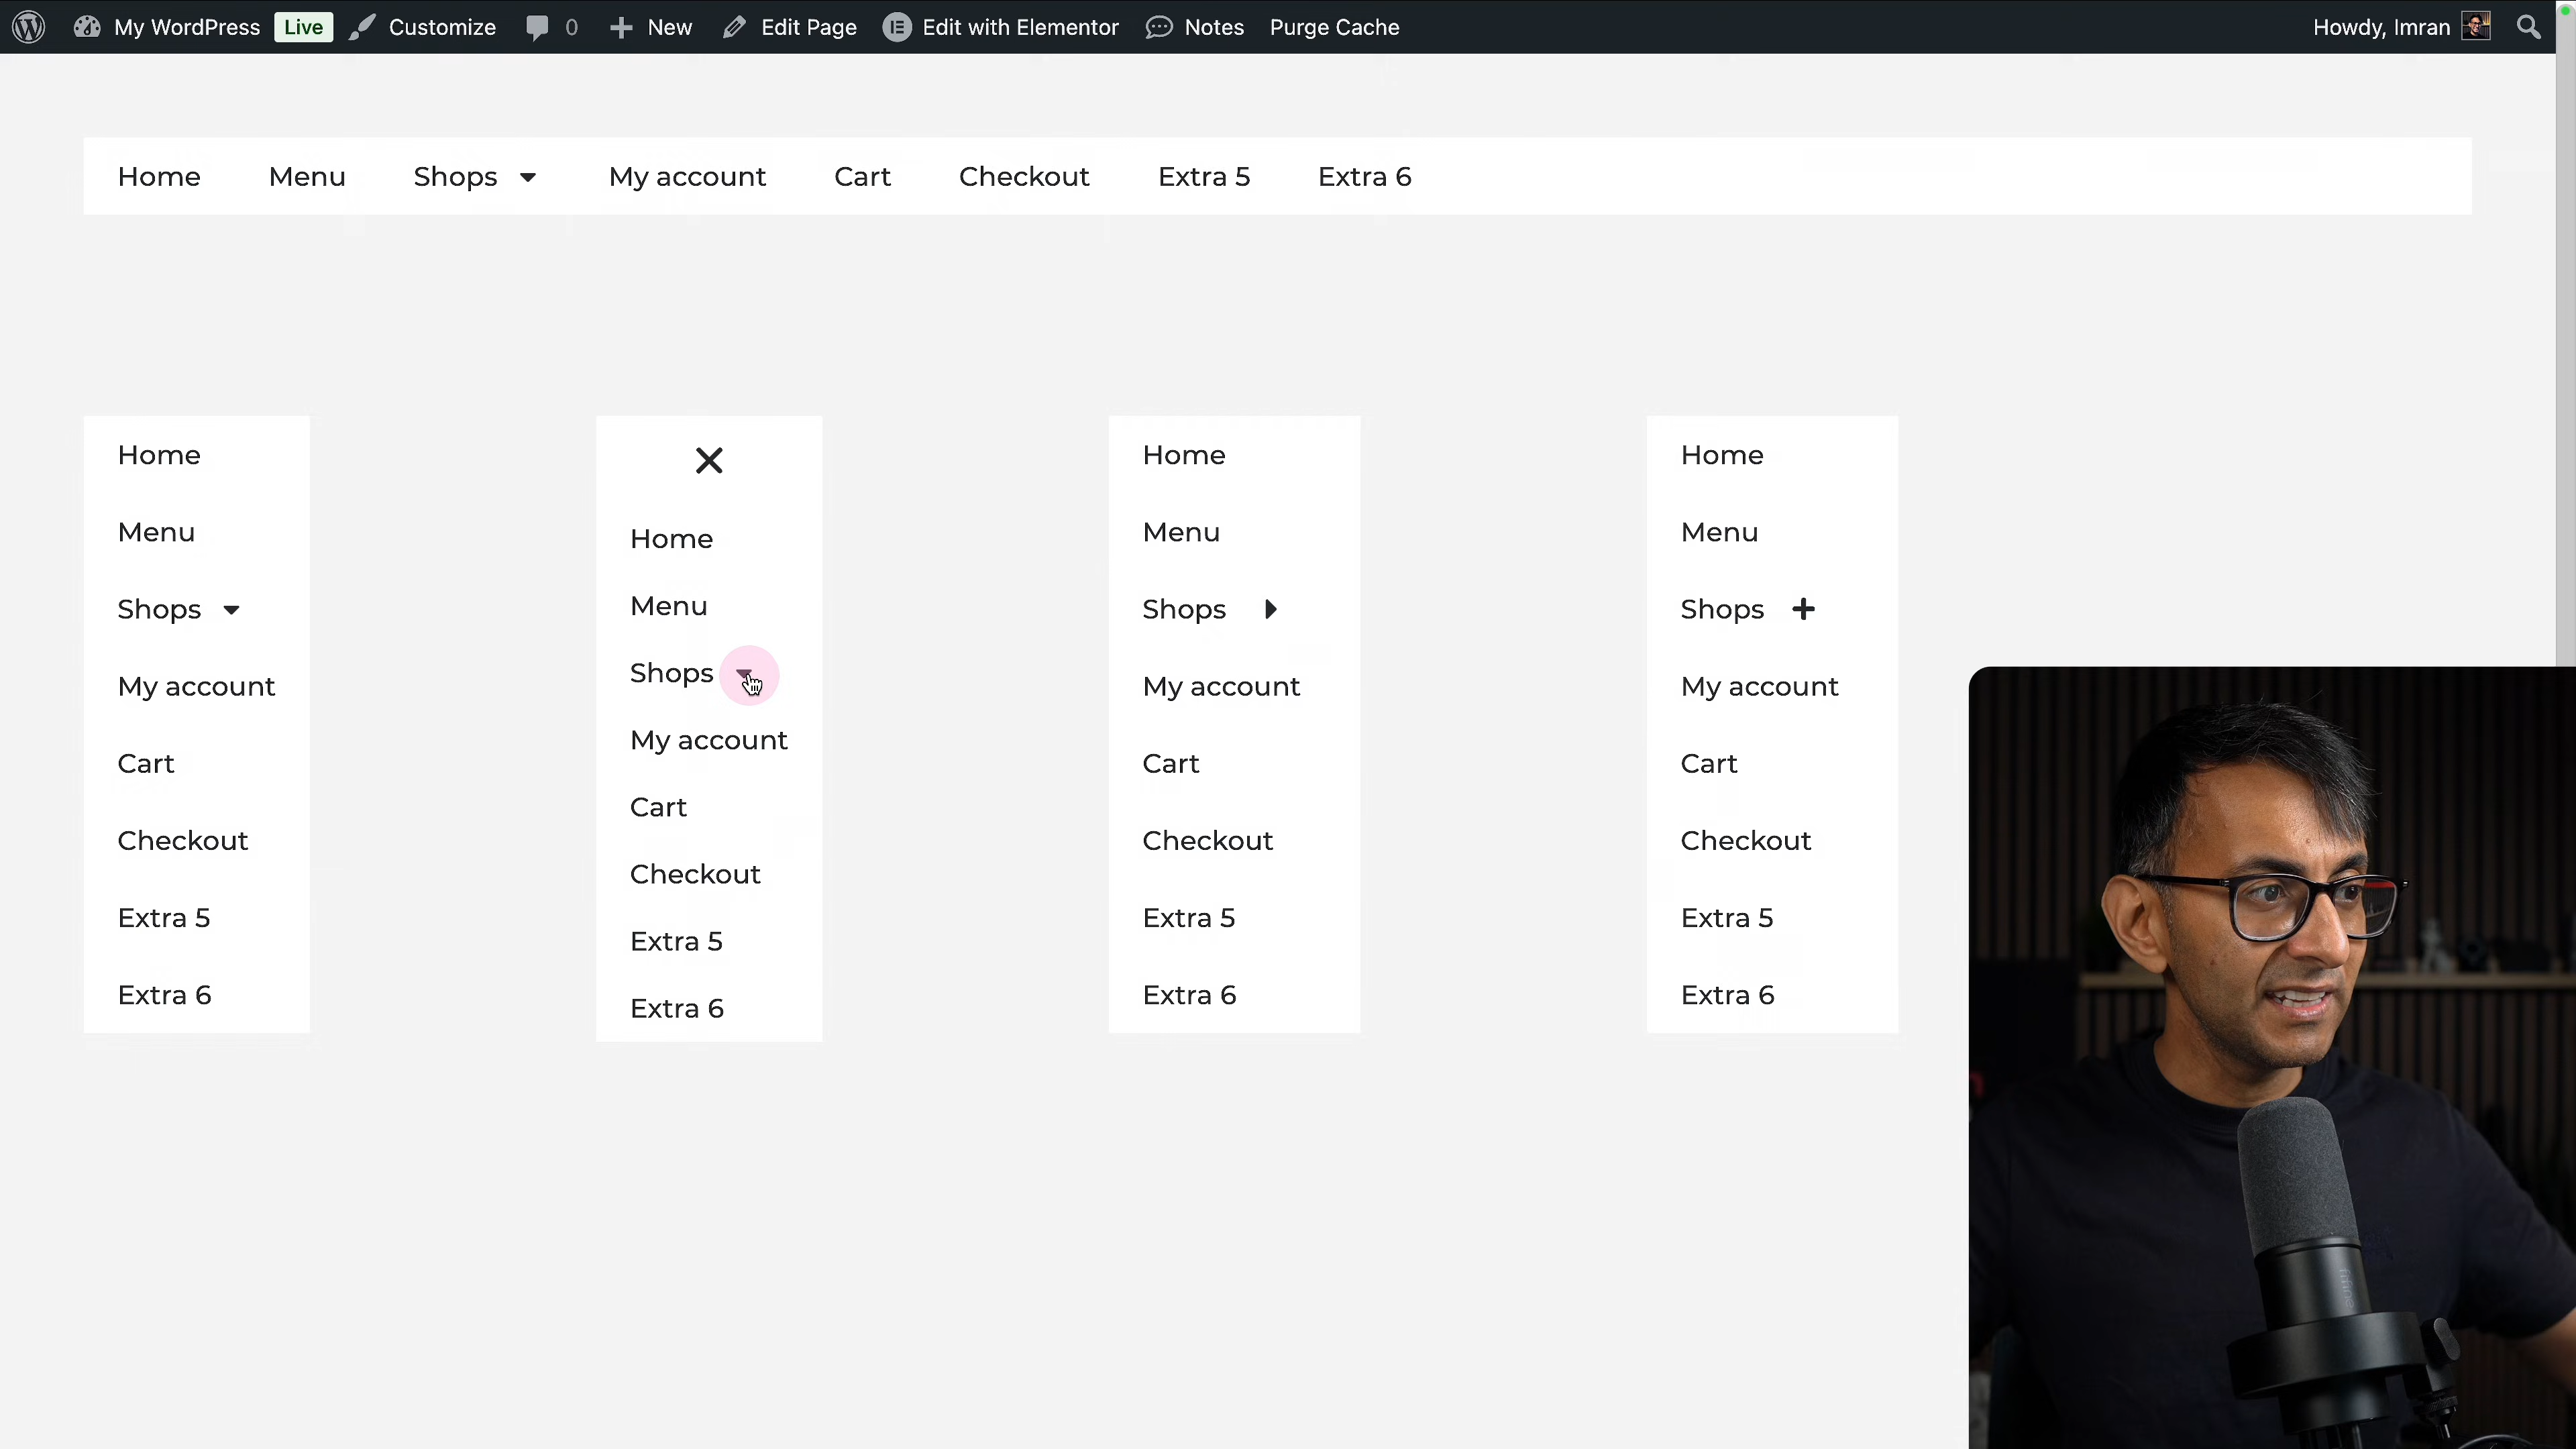 My WordPress Live Customize 0 New Edit Page Edit with Elementor Notes Purge Cache Howdy, Imran
Home Menu Shops My account Cart Checkout Extra 5 Extra 6
Home
Menu
Shops
My account
Cart
Checkout
Extra 5
Extra 6
Home
Menu
Shops
My account
Cart
Checkout
Extra 5
Extra 6
Home
Menu
Shops
My account
Cart
Checkout
Extra 5
Extra 6
Home
Menu
Shops
My account
Cart
Checkout
Extra 5
Extra 6